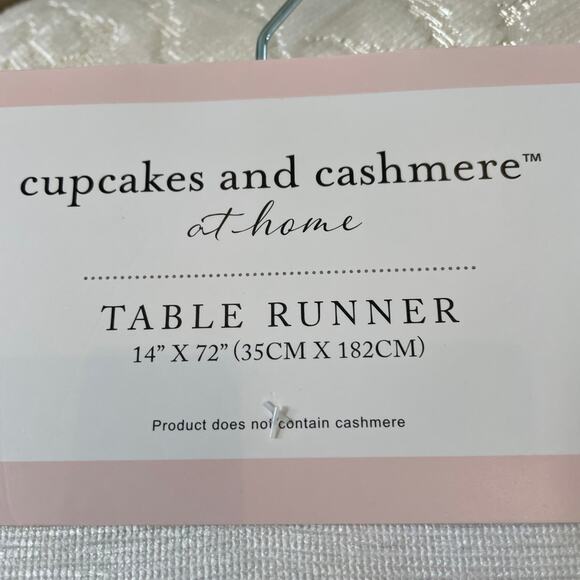 cupcakes and cashmere™
at home
TABLE RUNNER
14” X 72” (35CM X 182CM)
Product does not contain cashmere